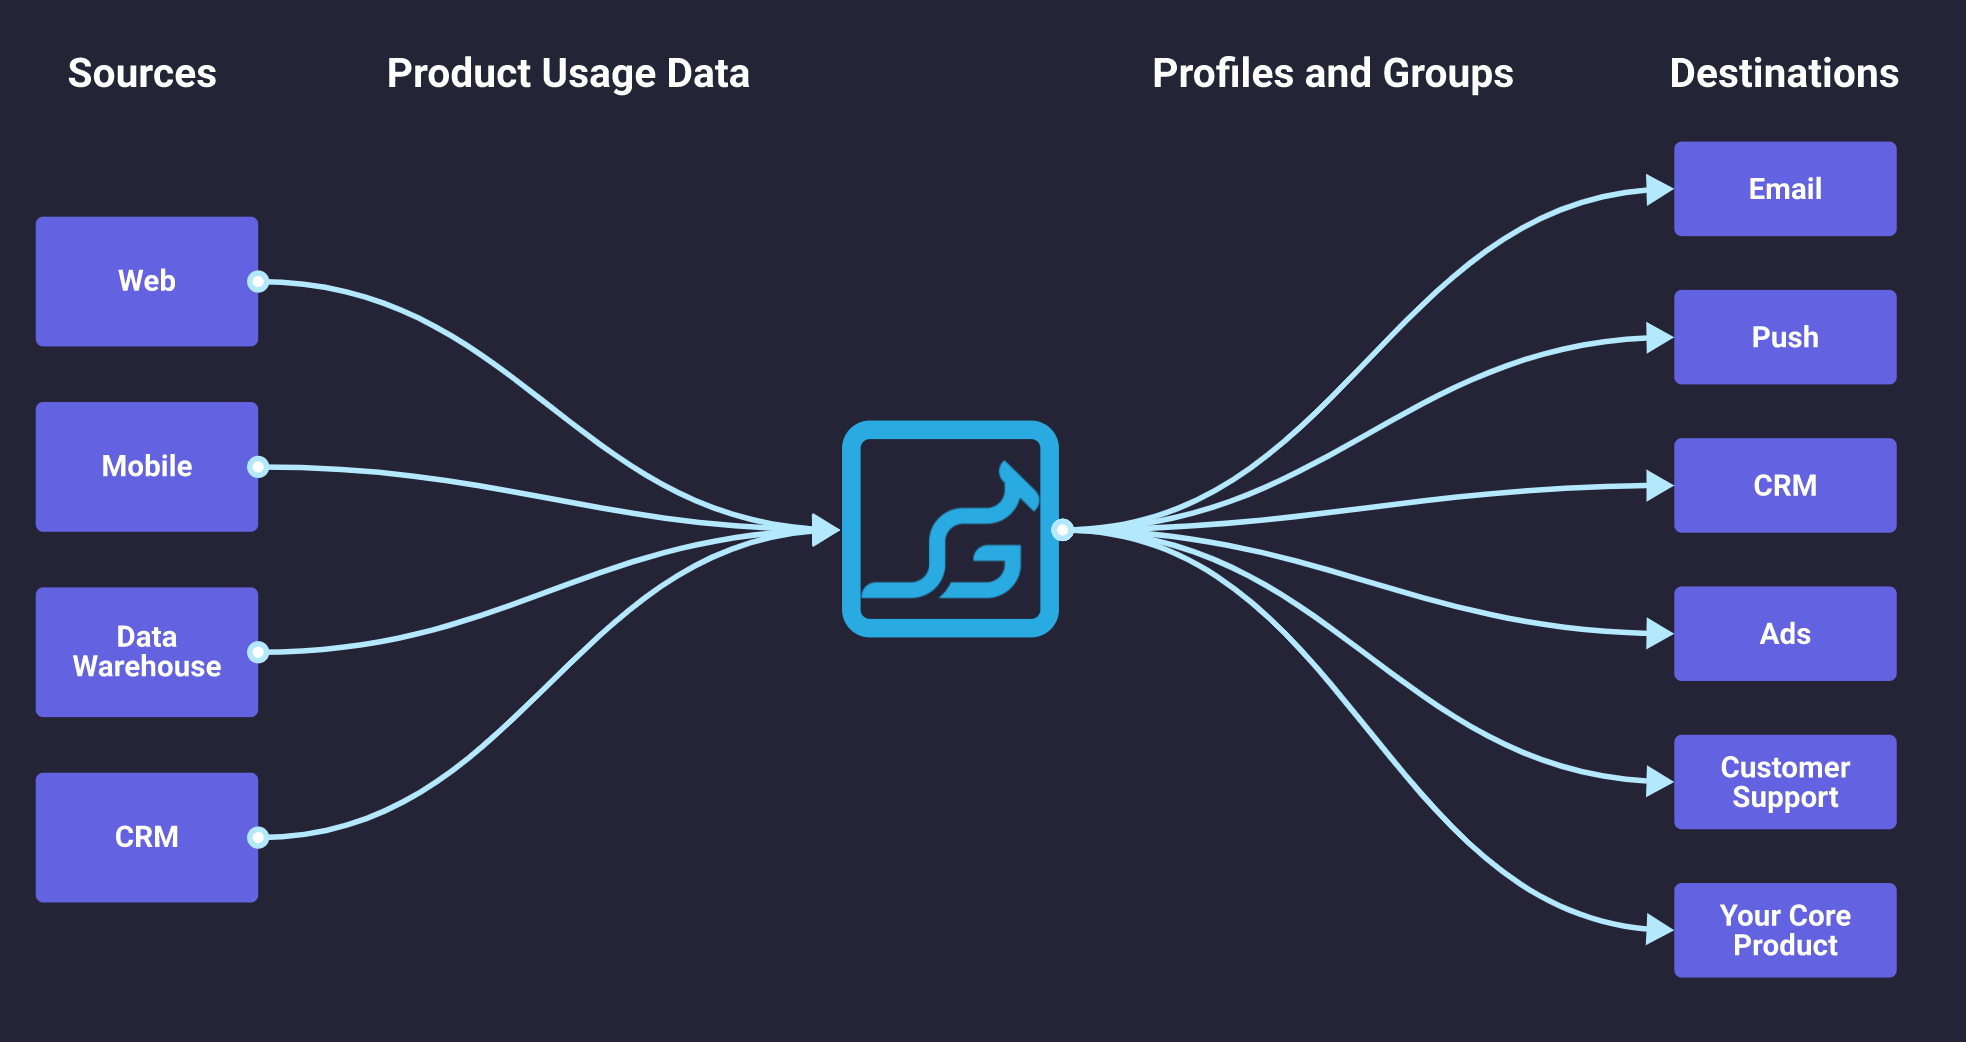 Sources
Product Usage Data
Profiles and Groups
Destinations
Web
Mobile
Data
Warehouse
CRM
Email
Push
CRM
Ads
Customer
Support
Your Core
Product